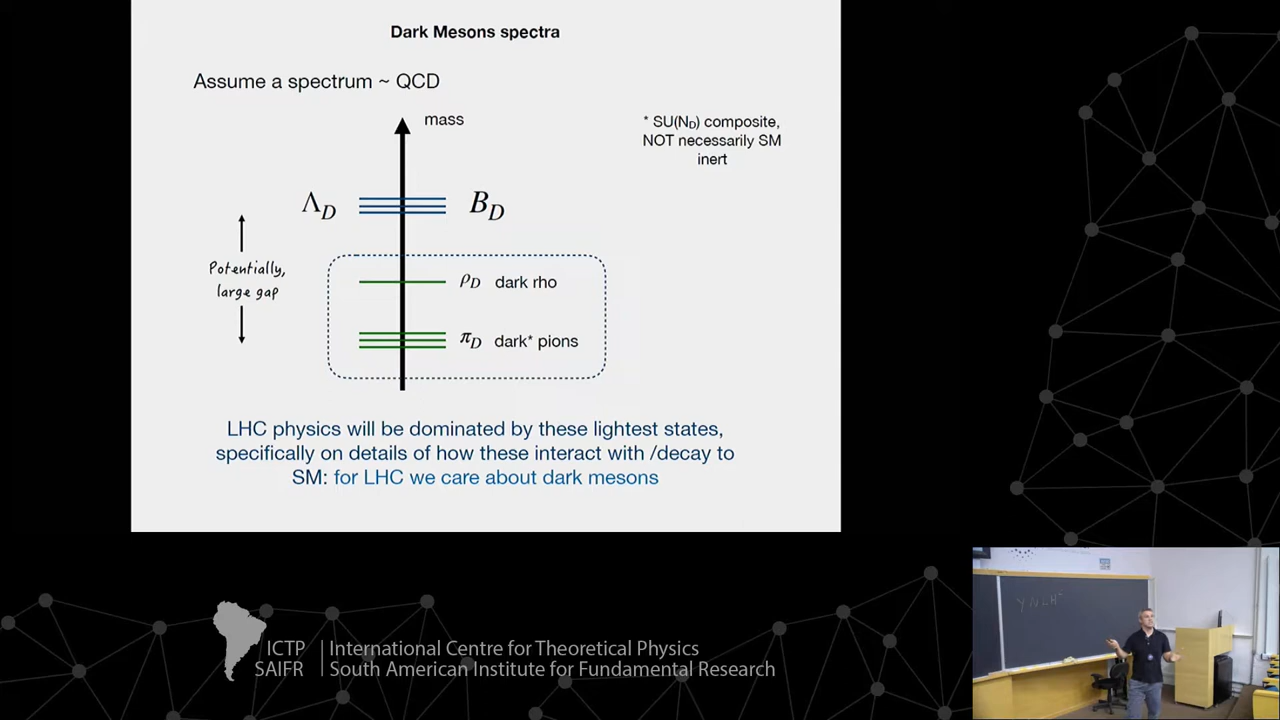 Dark Mesons spectra
Assume a spectrum ~ QCD
mass
* SU(N_D) composite,
NOT necessarily SM
inert
Λ_D
B_D
Potentially,
large gap
ρ_D dark rho
π_D dark* pions
LHC physics will be dominated by these lightest states,
specifically on details of how these interact with /decay to
SM: for LHC we care about dark mesons
ICTP
SAIFR
International Centre for Theoretical Physics
South American Institute for Fundamental Research